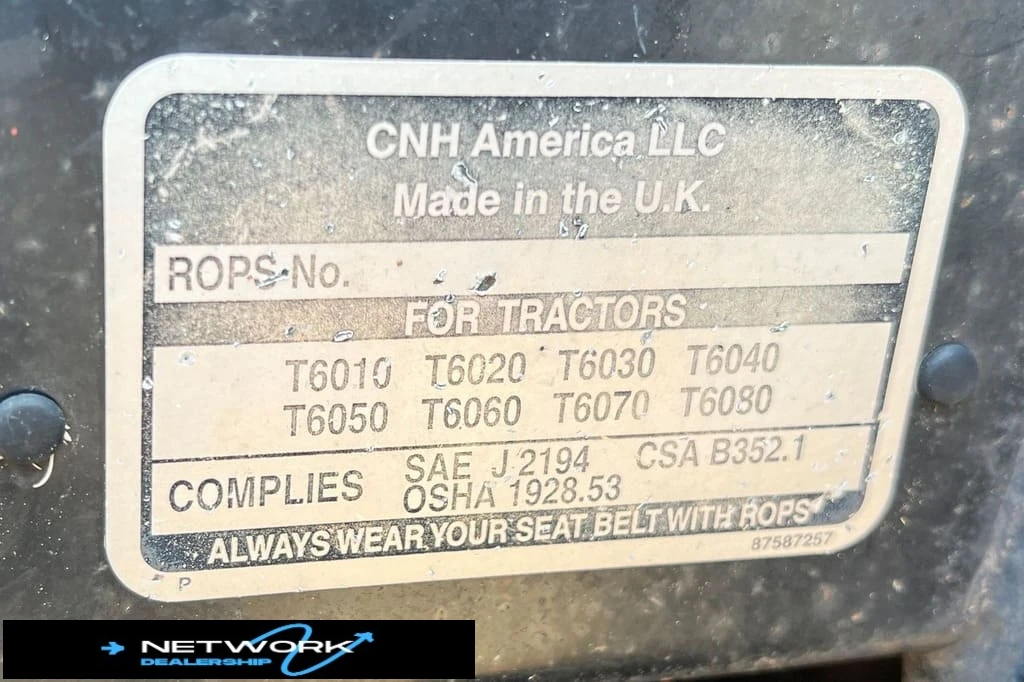 CNH America LLC
Made in the U.K.
ROPS No.
FOR TRACTORS
T6010 T6020 T6030 T6040
T6050 T6060 T6070 T6080
COMPLIES SAE J 2194 CSA B352.1
OSHA 1928.53
ALWAYS WEAR YOUR SEAT BELT WITH ROPS
87587257
P
NETWORK
DEALERSHIP